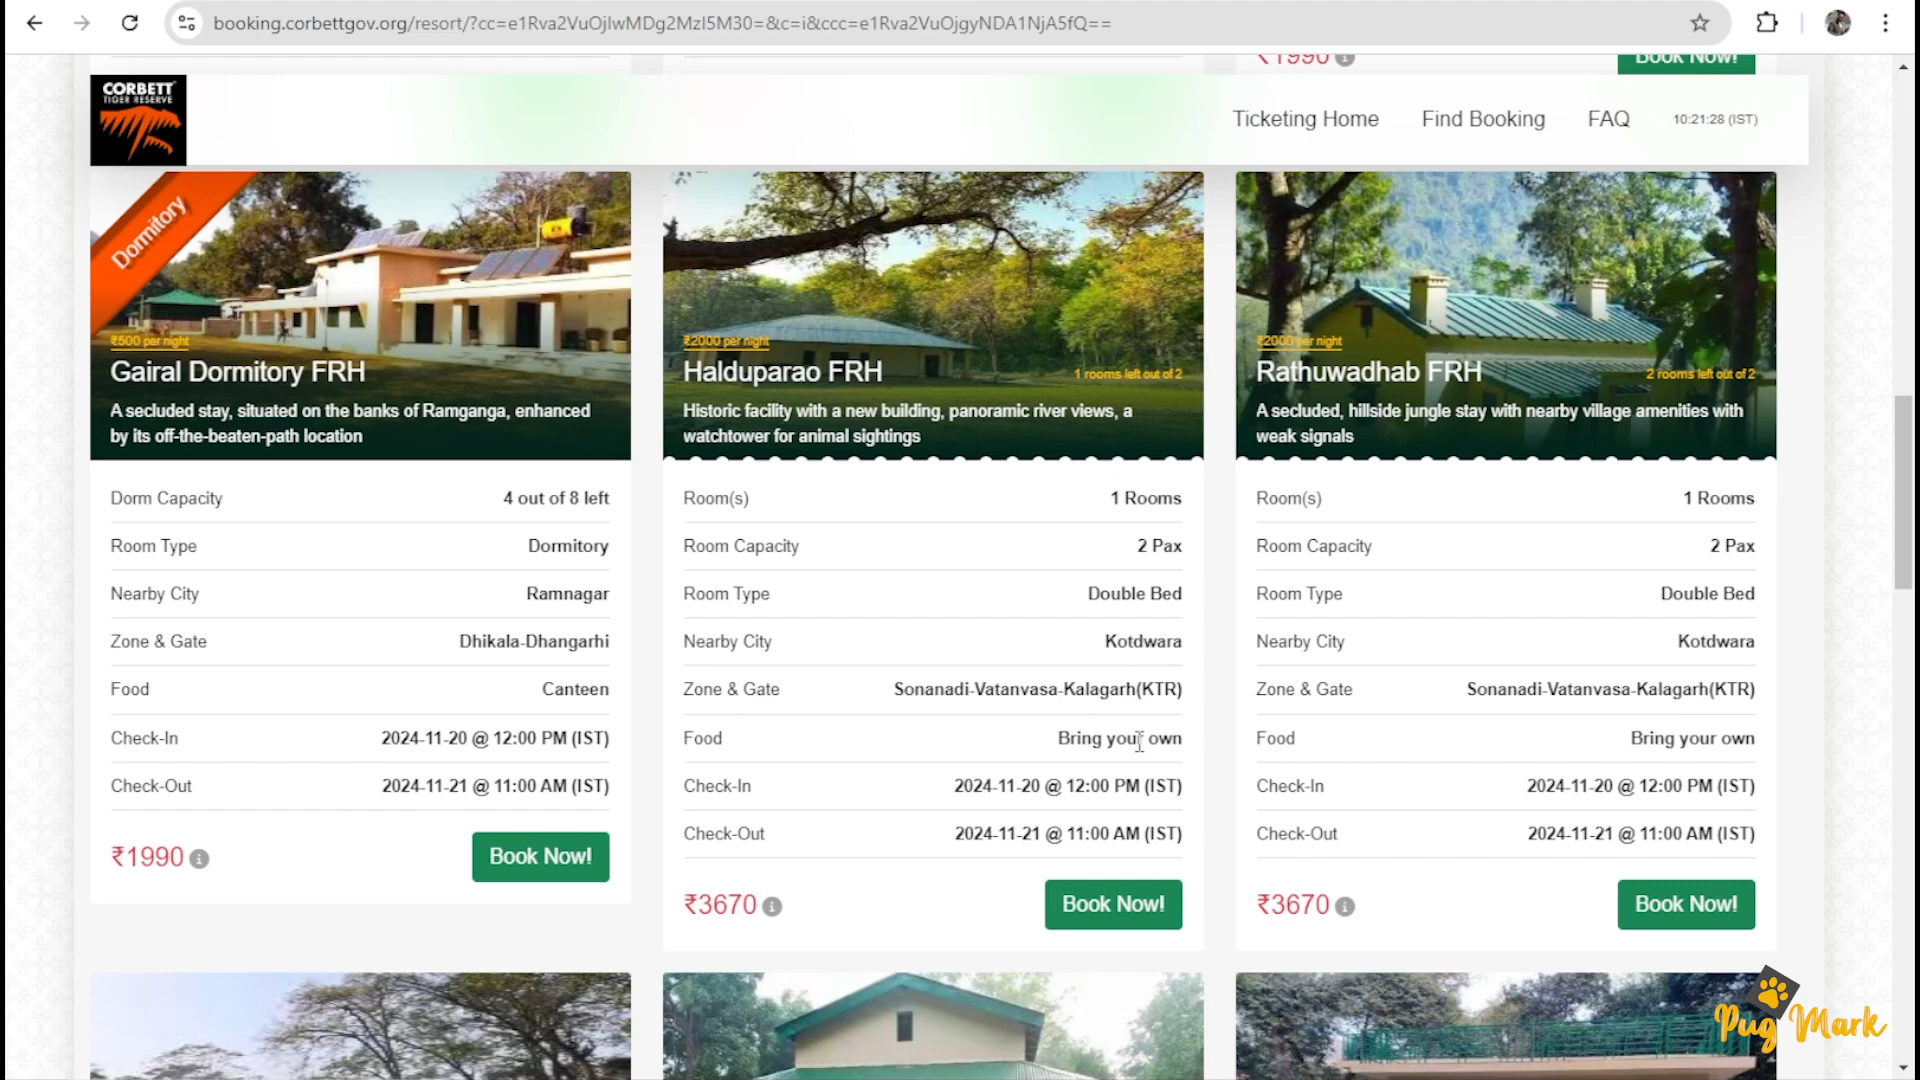 booking.corbettgov.org/resort/?cc=e1Rva2VuOjIwMDg2MzI5M30=&c=i&ccc=e1Rva2VuOjgyNDA1NjA5fQ==
₹1990
Book Now!
CORBETT
TIGER RESERVE
Ticketing Home
Find Booking
FAQ
10:21:28 (IST)
Dormitory
₹500 per night
Gairal Dormitory FRH
A secluded stay, situated on the banks of Ramganga, enhanced
by its off-the-beaten-path location
Dorm Capacity 4 out of 8 left
Room Type Dormitory
Nearby City Ramnagar
Zone & Gate Dhikala-Dhangarhi
Food Canteen
Check-In 2024-11-20 @ 12:00 PM (IST)
Check-Out 2024-11-21 @ 11:00 AM (IST)
₹1990 Book Now!
₹2000 per night
Halduparao FRH
1 rooms left out of 2
Historic facility with a new building, panoramic river views, a
watchtower for animal sightings
Room(s) 1 Rooms
Room Capacity 2 Pax
Room Type Double Bed
Nearby City Kotdwara
Zone & Gate Sonanadi-Vatanvasa-Kalagarh(KTR)
Food Bring your own
Check-In 2024-11-20 @ 12:00 PM (IST)
Check-Out 2024-11-21 @ 11:00 AM (IST)
₹3670 Book Now!
₹2000 per night
Rathuwadhab FRH
2 rooms left out of 2
A secluded, hillside jungle stay with nearby village amenities with
weak signals
Room(s) 1 Rooms
Room Capacity 2 Pax
Room Type Double Bed
Nearby City Kotdwara
Zone & Gate Sonanadi-Vatanvasa-Kalagarh(KTR)
Food Bring your own
Check-In 2024-11-20 @ 12:00 PM (IST)
Check-Out 2024-11-21 @ 11:00 AM (IST)
₹3670 Book Now!
Pug Mark